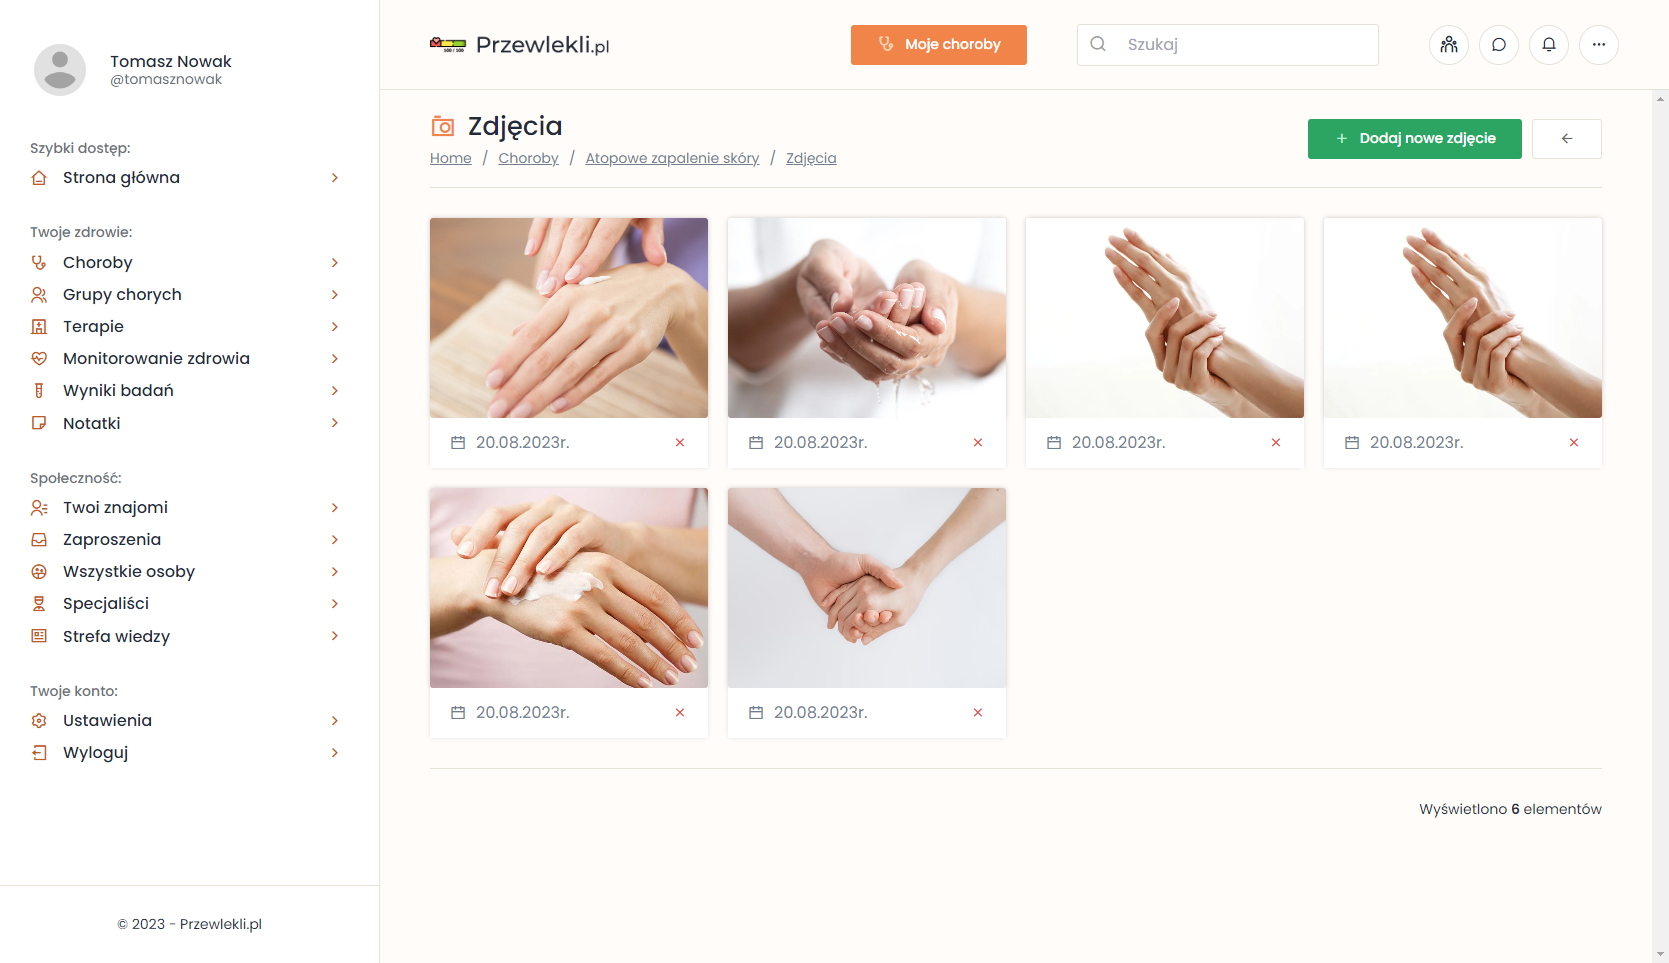 Tomasz Nowak
@tomasznowak
Szybki dostęp:
Strona główna
Twoje zdrowie:
Choroby
Grupy chorych
Terapie
Monitorowanie zdrowia
Wyniki badań
Notatki
Społeczność:
Twoi znajomi
Zaproszenia
Wszystkie osoby
Specjaliści
Strefa wiedzy
Twoje konto:
Ustawienia
Wyloguj
© 2023 - Przewlekli.pl
100 / 100
Przewlekli.pl
Moje choroby
Szukaj
Zdjęcia
Home / Choroby / Atopowe zapalenie skóry / Zdjęcia
+ Dodaj nowe zdjęcie
20.08.2023r.
20.08.2023r.
20.08.2023r.
20.08.2023r.
20.08.2023r.
20.08.2023r.
Wyświetlono 6 elementów